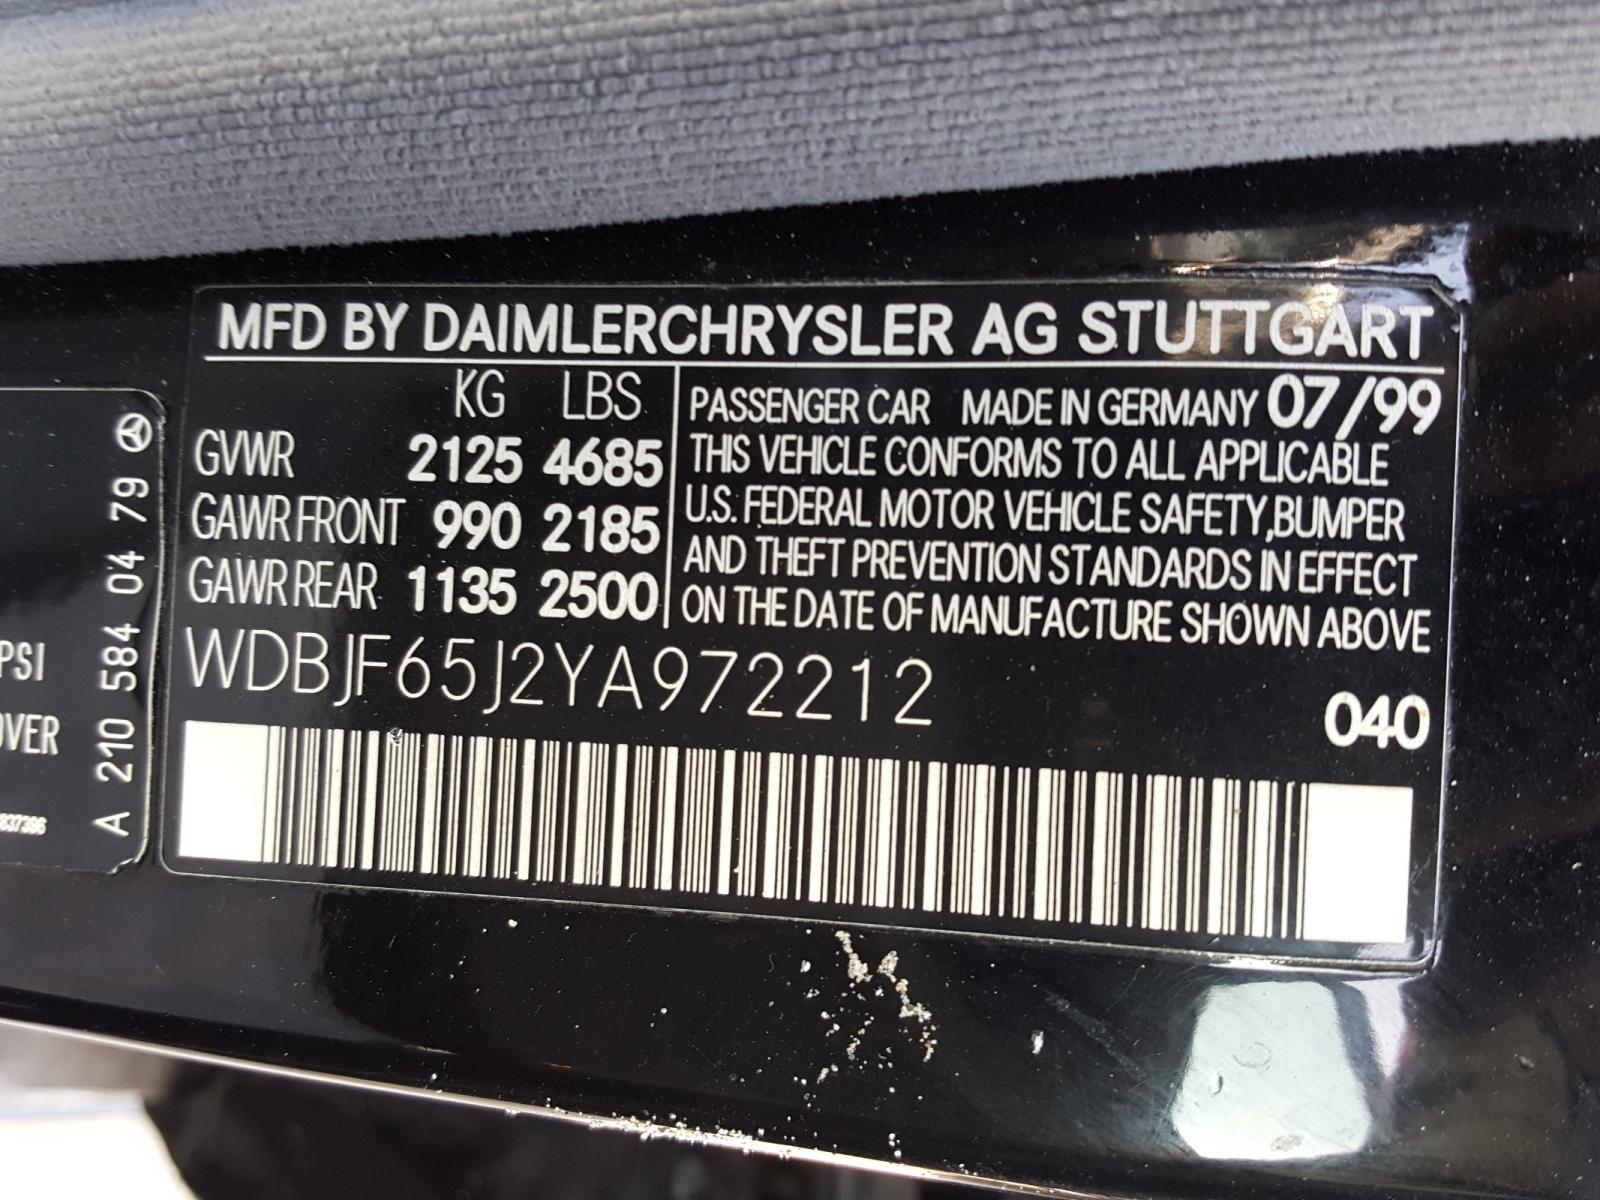 MFD BY DAIMLERCHRYSLER AG STUTTGART
KG LBS
GVWR 2125 4685
GAWR FRONT 990 2185
GAWR REAR 1135 2500
PASSENGER CAR MADE IN GERMANY 07/99
THIS VEHICLE CONFORMS TO ALL APPLICABLE
U.S. FEDERAL MOTOR VEHICLE SAFETY, BUMPER
AND THEFT PREVENTION STANDARDS IN EFFECT
ON THE DATE OF MANUFACTURE SHOWN ABOVE
WDBJF65J2YA972212
040
A 210 584 04 79
PSI
OVER
837396